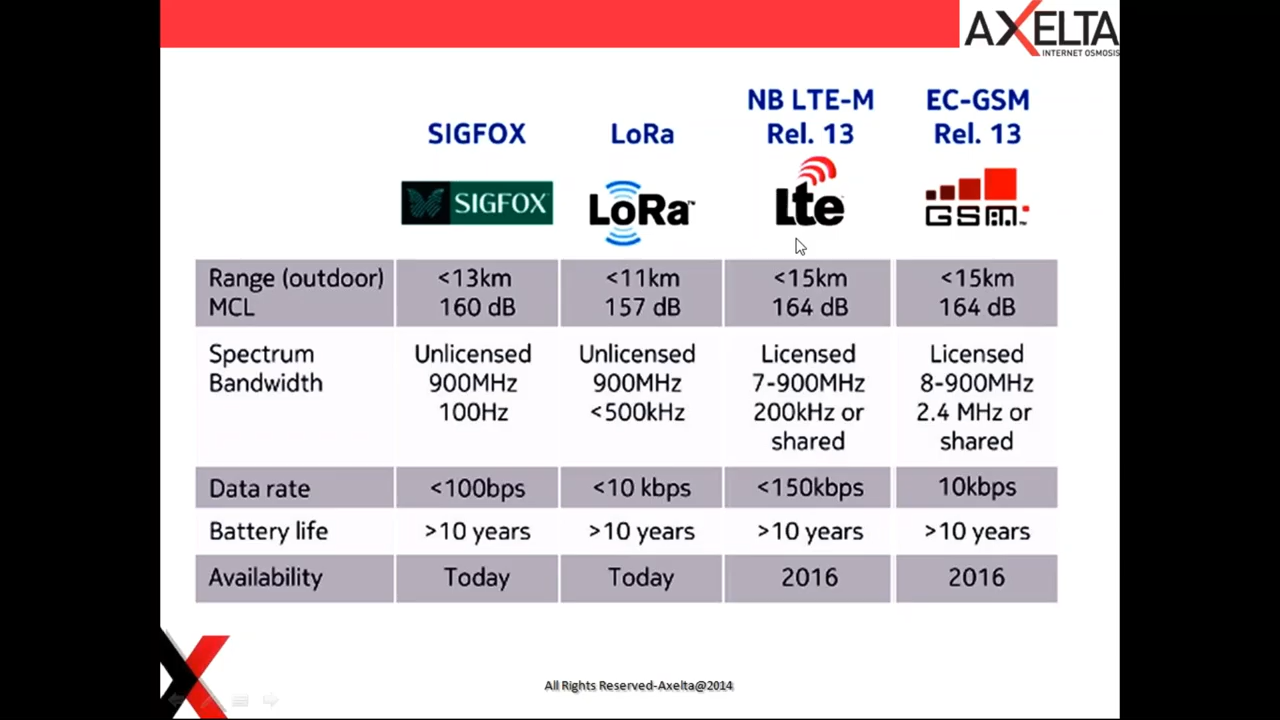 AXELTA
INTERNET OSMOSIS
SIGFOX
LoRa
NB LTE-M
Rel. 13
EC-GSM
Rel. 13
SIGFOX
LoRa™
Lte
GSM™
Range (outdoor) <13km <11km <15km <15km
MCL 160 dB 157 dB 164 dB 164 dB
Spectrum Unlicensed Unlicensed Licensed Licensed
Bandwidth 900MHz 900MHz 7-900MHz 8-900MHz
100Hz <500kHz 200kHz or 2.4 MHz or
shared shared
Data rate <100bps <10 kbps <150kbps 10kbps
Battery life >10 years >10 years >10 years >10 years
Availability Today Today 2016 2016
All Rights Reserved-Axelta@2014